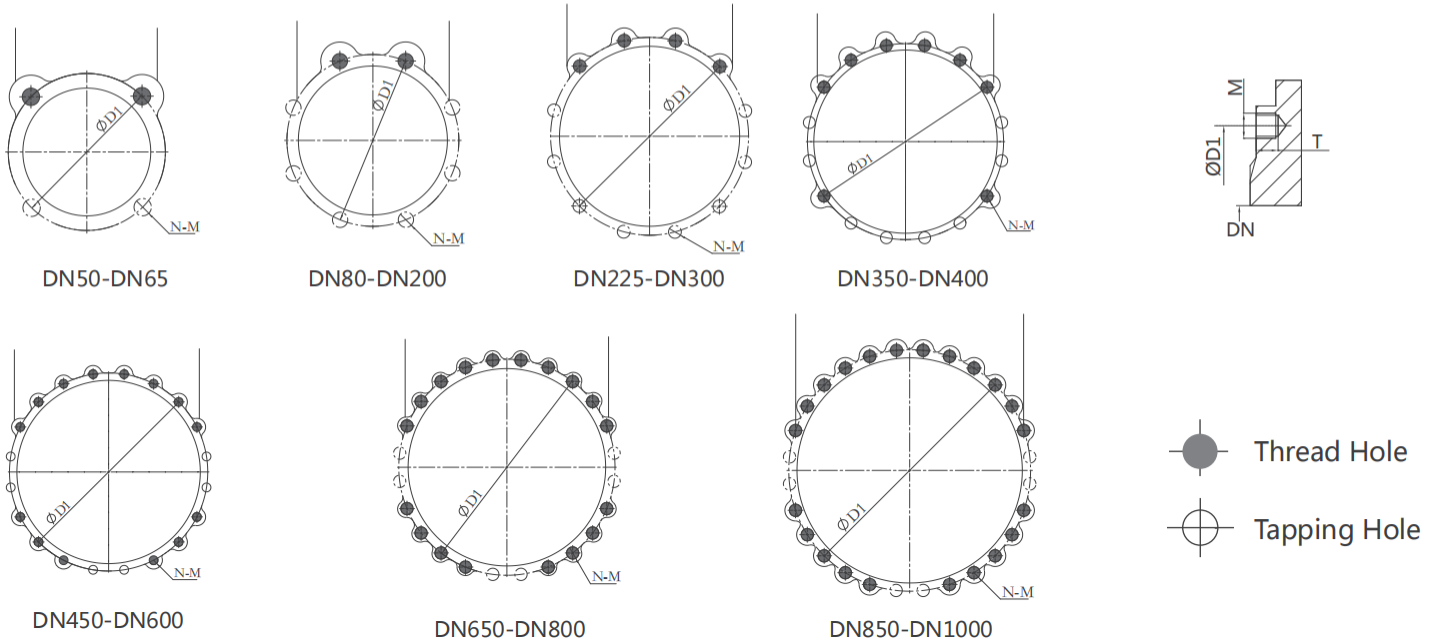 ØD1
N-M
DN50-DN65
ØD1
N-M
DN80-DN200
ØD1
N-M
DN225-DN300
ØD1
N-M
DN350-DN400
M
ØD1
T
DN
ØD1
N-M
DN450-DN600
ØD1
N-M
DN650-DN800
ØD1
N-M
DN850-DN1000
Thread Hole
Tapping Hole